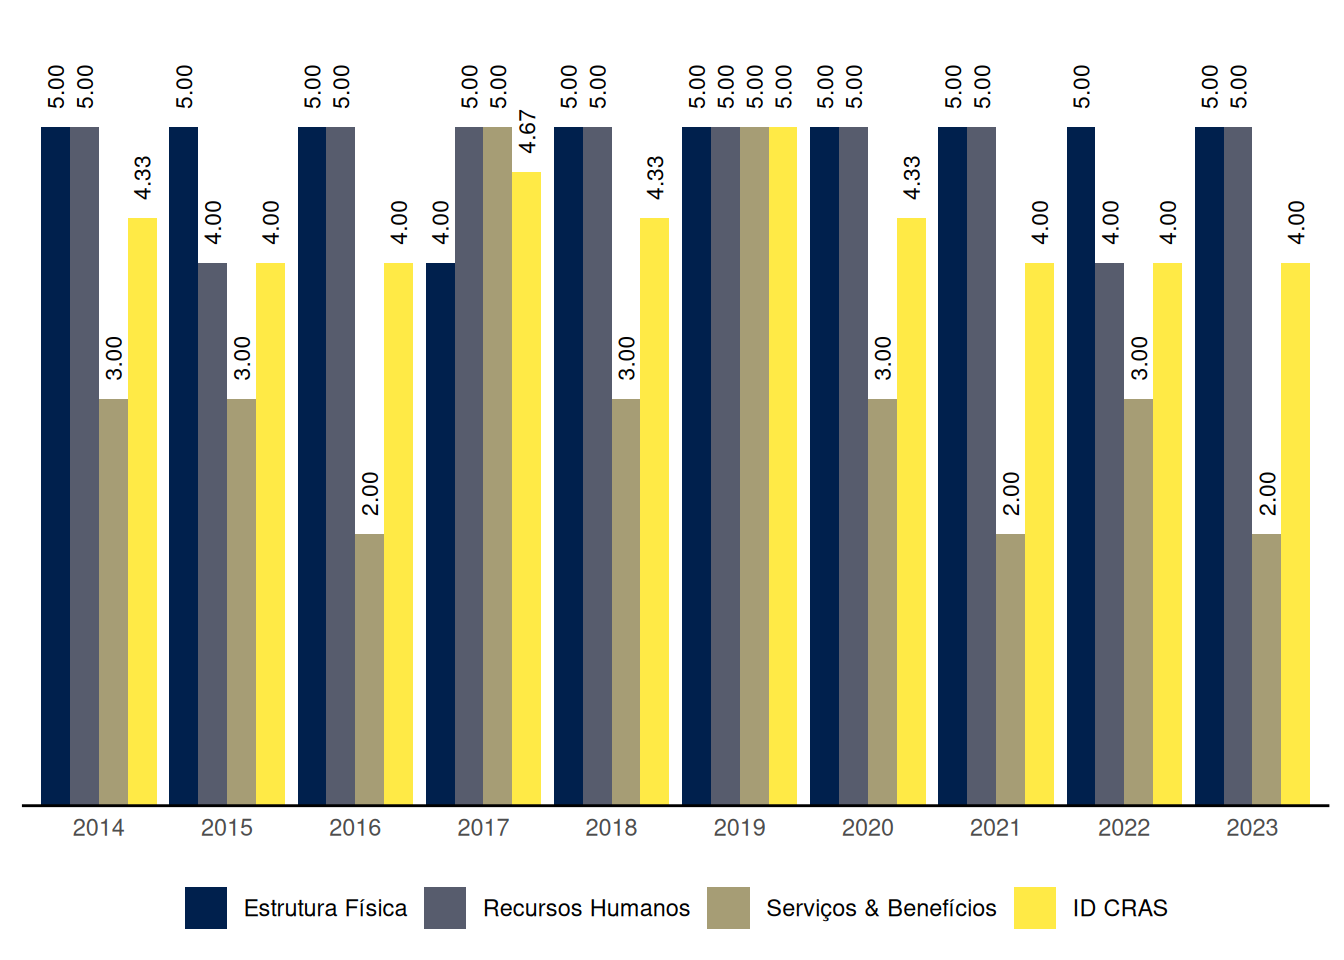 5.00 5.00 5.00 5.00 5.00 5.00 5.00 5.00 5.00 5.00 5.00 5.00 5.00 5.00 5.00 5.00 5.00 5.00 5.00 5.00
4.67
4.33 4.33 4.33
4.00 4.00 4.00 4.00 4.00 4.00 4.00 4.00
3.00 3.00 3.00 3.00 3.00
2.00 2.00 2.00
2014 2015 2016 2017 2018 2019 2020 2021 2022 2023
Estrutura Física Recursos Humanos Serviços & Benefícios ID CRAS